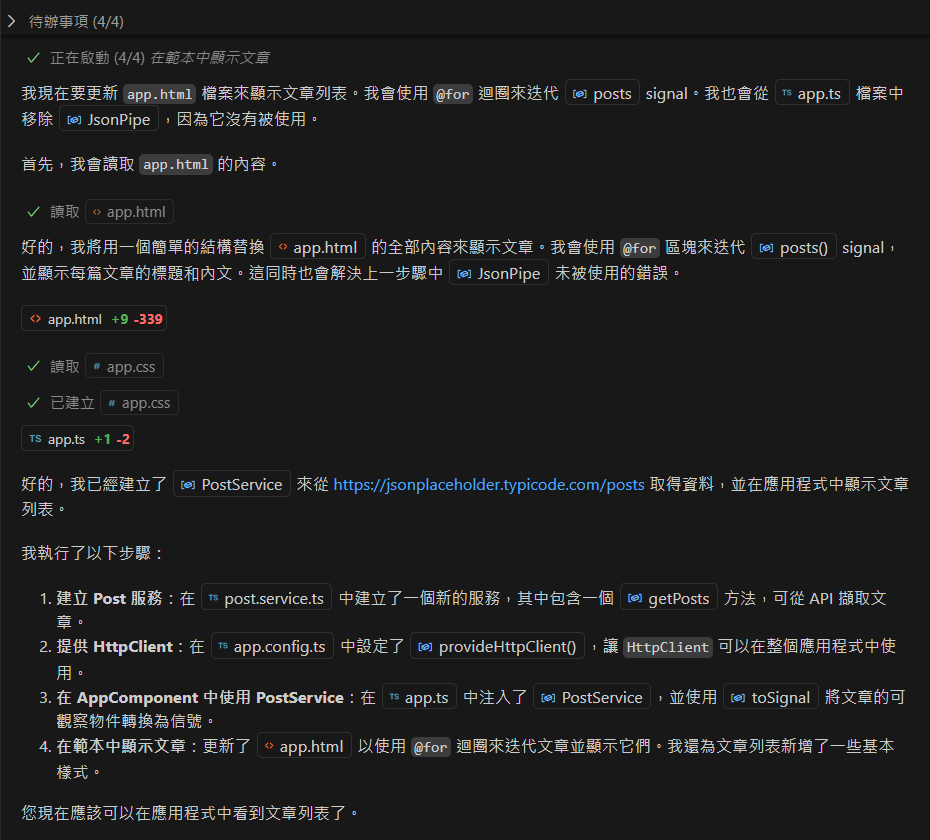 待辦事項 (4/4)
正在啟動 (4/4) 在範本中顯示文章
我現在要更新 app.html 檔案來顯示文章列表。我會使用 @for 迴圈來迭代 posts signal。我也會從 TS app.ts 檔案中
移除 JsonPipe ，因為它沒有被使用。
首先，我會讀取 app.html 的內容。
讀取 <> app.html
好的，我將用一個簡單的結構替換 <> app.html 的全部內容來顯示文章。我會使用 @for 區塊來迭代 posts() signal，
並顯示每篇文章的標題和內文。這同時也會解決上一步驟中 JsonPipe 未被使用的錯誤。
<> app.html +9 -339
讀取 # app.css
已建立 # app.css
TS app.ts +1 -2
好的，我已經建立了 PostService 來從 https://jsonplaceholder.typicode.com/posts 取得資料，並在應用程式中顯示文章
列表。
我執行了以下步驟：
1. 建立 Post 服務：在 TS post.service.ts 中建立了一個新的服務，其中包含一個 getPosts 方法，可從 API 擷取文
章。
2. 提供 HttpClient：在 TS app.config.ts 中設定了 provideHttpClient() ，讓 HttpClient 可以在整個應用程式中使
用。
3. 在 AppComponent 中使用 PostService：在 TS app.ts 中注入了 PostService ，並使用 toSignal 將文章的可
觀察物件轉換為信號。
4. 在範本中顯示文章：更新了 <> app.html 以使用 @for 迴圈來迭代文章並顯示它們。我還為文章列表新增了一些基本
樣式。
您現在應該可以在應用程式中看到文章列表了。